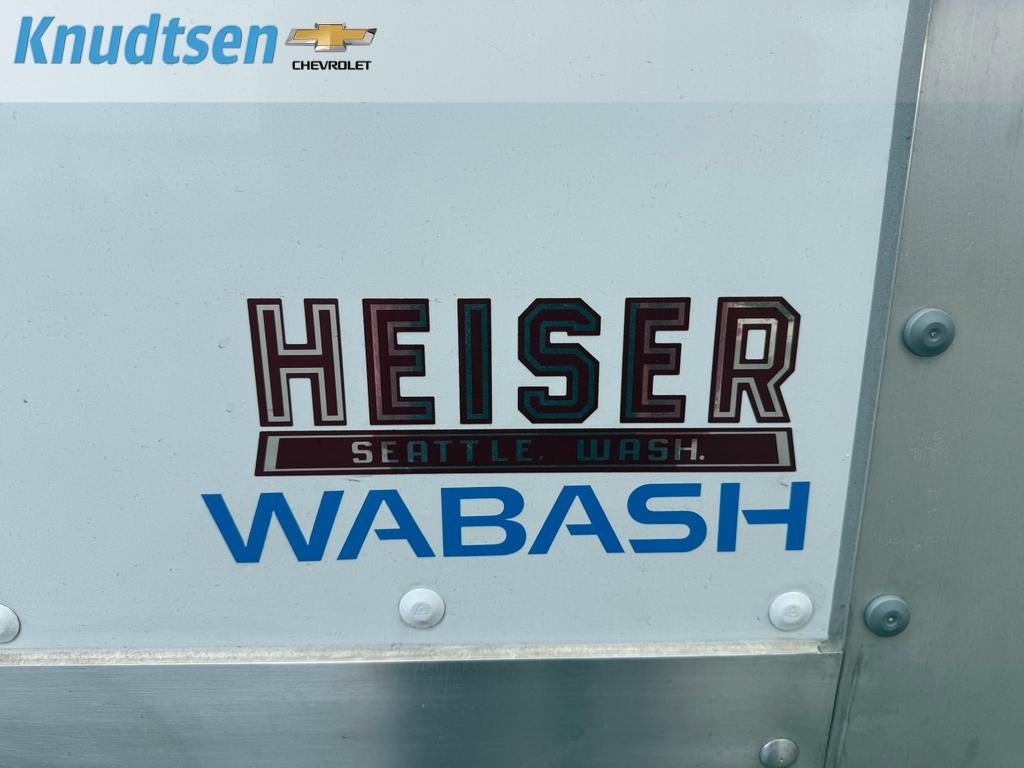 Knudtsen
CHEVROLET
HEISER
SEATTLE, WASH.
WABASH